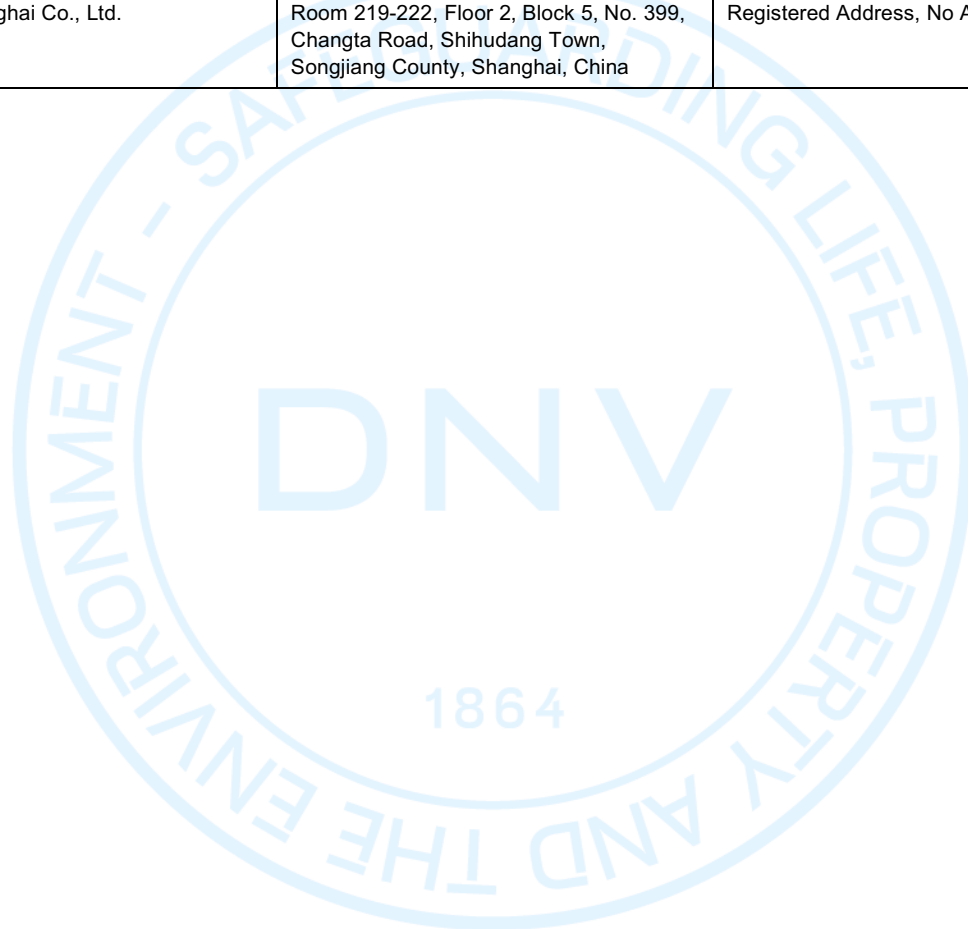 ghai Co., Ltd.
Room 219-222, Floor 2, Block 5, No. 399,
Changta Road, Shihudang Town,
Songjiang County, Shanghai, China
Registered Address, No A
SAFEGUARDING LIFE, PROPERTY AND THE ENVIRONMENT -
DNV
1864